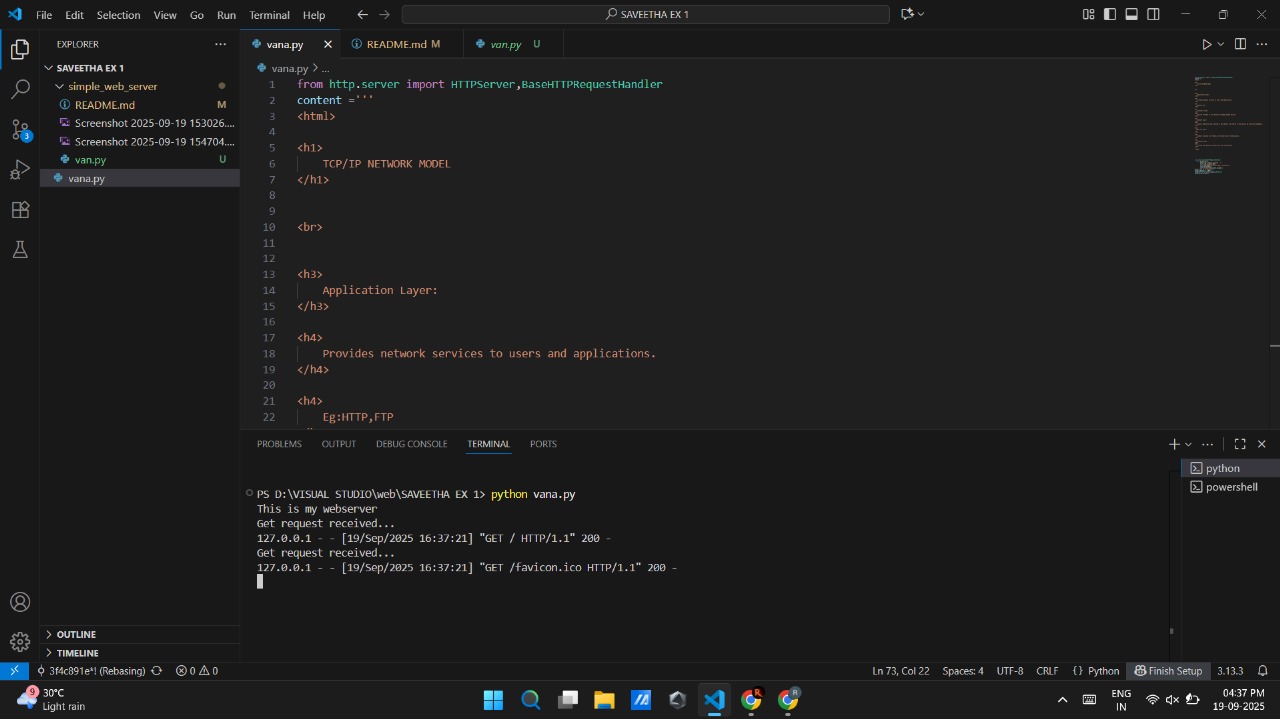 File Edit Selection View Go Run Terminal Help
SAVEETHA EX 1
EXPLORER
SAVEETHA EX 1
simple_web_server
README.md M
Screenshot 2025-09-19 153026....
Screenshot 2025-09-19 154704....
van.py U
vana.py
OUTLINE
TIMELINE
3
vana.py
README.md M
van.py U
vana.py > ...
1 from http.server import HTTPServer,BaseHTTPRequestHandler
2 content ='''
3 <html>
4
5 <h1>
6 TCP/IP NETWORK MODEL
7 </h1>
8
9
10 <br>
11
12
13 <h3>
14 Application Layer:
15 </h3>
16
17 <h4>
18 Provides network services to users and applications.
19 </h4>
20
21 <h4>
22 Eg:HTTP,FTP
PROBLEMS OUTPUT DEBUG CONSOLE TERMINAL PORTS
PS D:\VISUAL STUDIO\web\SAVEETHA EX 1> python vana.py
This is my webserver
Get request received...
127.0.0.1 - - [19/Sep/2025 16:37:21] "GET / HTTP/1.1" 200 -
Get request received...
127.0.0.1 - - [19/Sep/2025 16:37:21] "GET /favicon.ico HTTP/1.1" 200 -
python
powershell
3f4c891e*! (Rebasing) 0 0
Ln 73, Col 22 Spaces: 4 UTF-8 CRLF {} Python Finish Setup 3.13.3
9
30°C
Light rain
R
R
ENG
IN
04:37 PM
19-09-2025